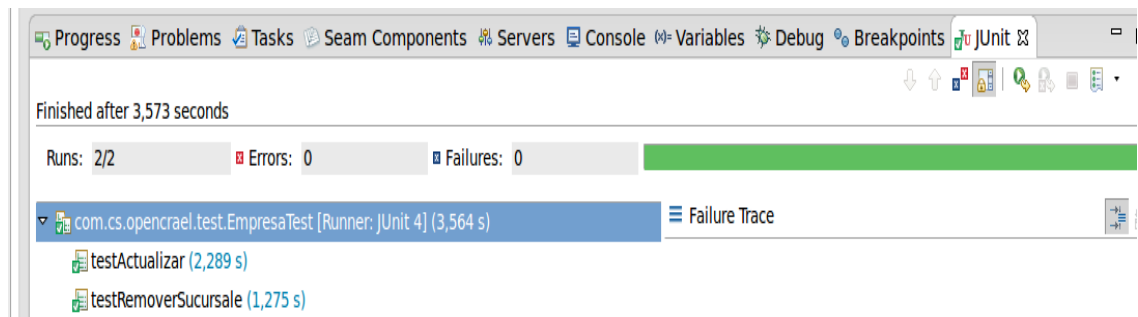 Progress Problems Tasks Seam Components Servers Console (x)= Variables Debug Breakpoints Ju JUnit
Finished after 3,573 seconds
Runs: 2/2 Errors: 0 Failures: 0
com.cs.opencrael.test.EmpresaTest [Runner: JUnit 4] (3,564 s) Failure Trace
testActualizar (2,289 s)
testRemoverSucursale (1,275 s)